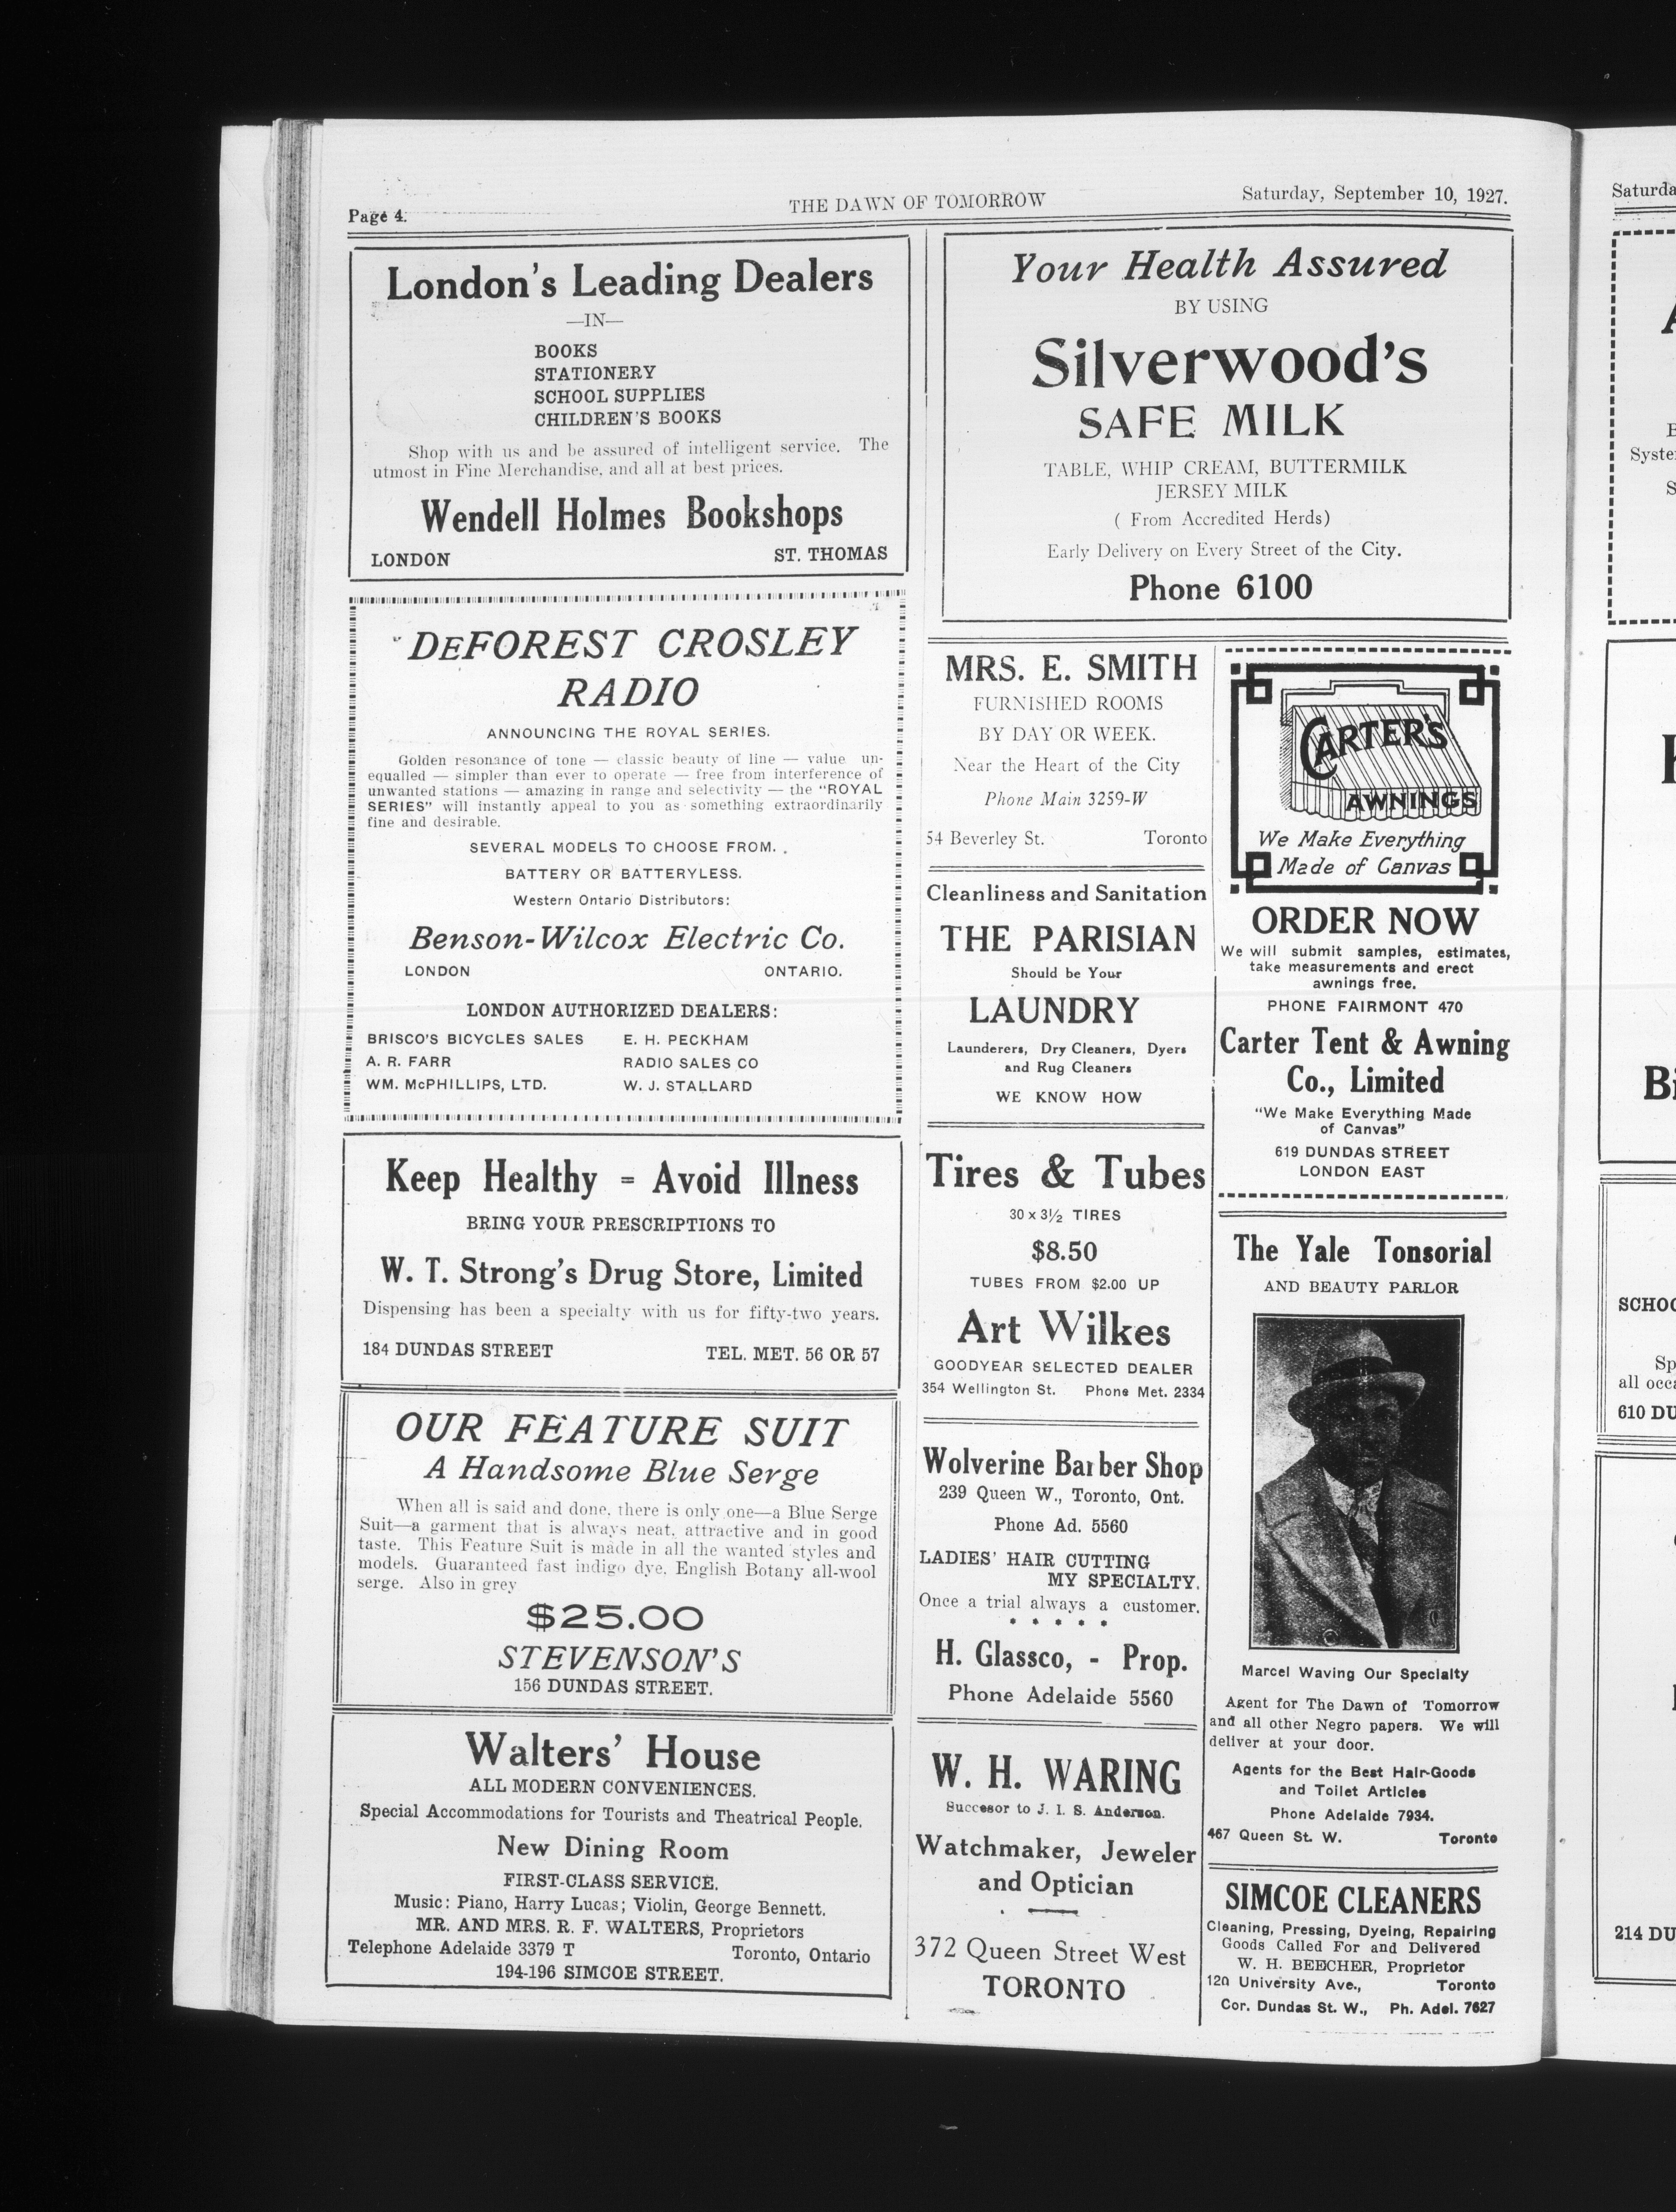 Page 4.
THE DAWN OF TOMORROW
Saturday, September 10, 1927.
London's Leading Dealers
—IN—
BOOKS
STATIONERY
SCHOOL SUPPLIES
CHILDREN'S BOOKS
Shop with us and be assured of intelligent service. The
utmost in Fine Merchandise, and all at best prices.
Wendell Holmes Bookshops
LONDON ST. THOMAS
DEFOREST CROSLEY
RADIO
ANNOUNCING THE ROYAL SERIES.
Golden resonance of tone — classic beauty of line — value un-
equalled — simpler than ever to operate — free from interference of
unwanted stations — amazing in range and selectivity — the "ROYAL
SERIES" will instantly appeal to you as something extraordinarily
fine and desirable.
SEVERAL MODELS TO CHOOSE FROM.
BATTERY OR BATTERYLESS.
Western Ontario Distributors:
Benson-Wilcox Electric Co.
LONDON ONTARIO.
LONDON AUTHORIZED DEALERS:
BRISCO'S BICYCLES SALES E. H. PECKHAM
A. R. FARR RADIO SALES CO
WM. McPHILLIPS, LTD. W. J. STALLARD
Keep Healthy = Avoid Illness
BRING YOUR PRESCRIPTIONS TO
W. T. Strong's Drug Store, Limited
Dispensing has been a specialty with us for fifty-two years.
184 DUNDAS STREET TEL. MET. 56 OR 57
OUR FEATURE SUIT
A Handsome Blue Serge
When all is said and done, there is only one—a Blue Serge
Suit—a garment that is always neat, attractive and in good
taste. This Feature Suit is made in all the wanted styles and
models. Guaranteed fast indigo dye, English Botany all-wool
serge. Also in grey
$25.00
STEVENSON'S
156 DUNDAS STREET.
Walters' House
ALL MODERN CONVENIENCES.
Special Accommodations for Tourists and Theatrical People.
New Dining Room
FIRST-CLASS SERVICE.
Music: Piano, Harry Lucas; Violin, George Bennett.
MR. AND MRS. R. F. WALTERS, Proprietors
Telephone Adelaide 3379 T Toronto, Ontario
194-196 SIMCOE STREET.
Your Health Assured
BY USING
Silverwood's
SAFE MILK
TABLE, WHIP CREAM, BUTTERMILK
JERSEY MILK
( From Accredited Herds)
Early Delivery on Every Street of the City.
Phone 6100
MRS. E. SMITH
FURNISHED ROOMS
BY DAY OR WEEK.
Near the Heart of the City
Phone Main 3259-W
54 Beverley St. Toronto
Cleanliness and Sanitation
THE PARISIAN
Should be Your
LAUNDRY
Launderers, Dry Cleaners, Dyers
and Rug Cleaners
WE KNOW HOW
Tires & Tubes
30 x 3½ TIRES
$8.50
TUBES FROM $2.00 UP
Art Wilkes
GOODYEAR SELECTED DEALER
354 Wellington St. Phone Met. 2334
Wolverine Barber Shop
239 Queen W., Toronto, Ont.
Phone Ad. 5560
LADIES' HAIR CUTTING
MY SPECIALTY.
Once a trial always a customer.
* * * * *
H. Glassco, - Prop.
Phone Adelaide 5560
W. H. WARING
Succesor to J. I. S. Anderson.
Watchmaker, Jeweler
and Optician
372 Queen Street West
TORONTO
CARTER'S
AWNINGS
We Make Everything
Made of Canvas
ORDER NOW
We will submit samples, estimates,
take measurements and erect
awnings free.
PHONE FAIRMONT 470
Carter Tent & Awning
Co., Limited
"We Make Everything Made
of Canvas"
619 DUNDAS STREET
LONDON EAST
The Yale Tonsorial
AND BEAUTY PARLOR
Marcel Waving Our Specialty
Agent for The Dawn of Tomorrow
and all other Negro papers. We will
deliver at your door.
Agents for the Best Hair-Goods
and Toilet Articles
Phone Adelaide 7934.
467 Queen St. W. Toronto
SIMCOE CLEANERS
Cleaning, Pressing, Dyeing, Repairing
Goods Called For and Delivered
W. H. BEECHER, Proprietor
120 University Ave., Toronto
Cor. Dundas St. W., Ph. Adel. 7627
Saturda
Syste
Bi
SCHOO
Sp
all occa
610 DU
214 DU